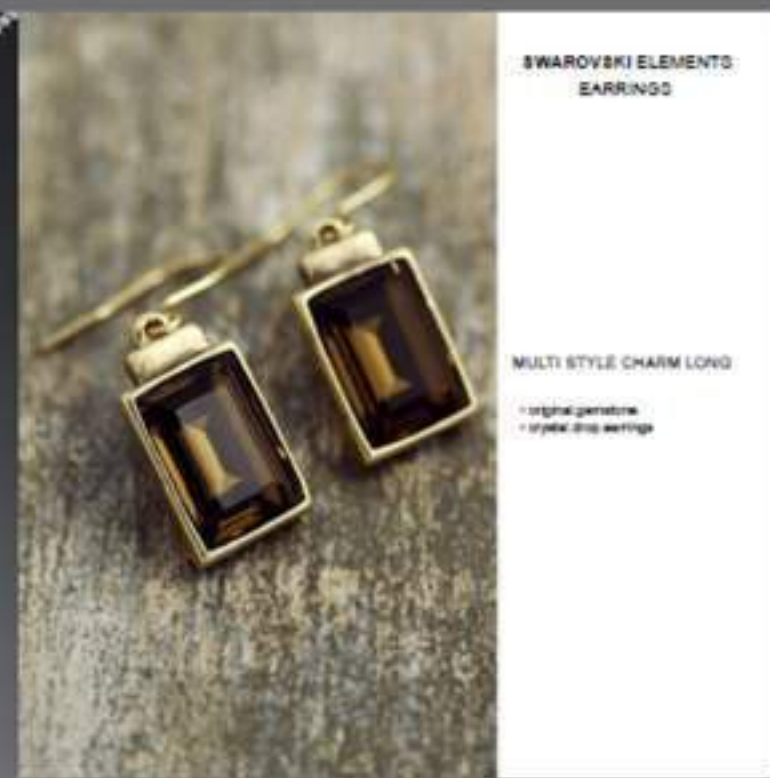 SWAROVSKI ELEMENTS
EARRINGS
MULTI STYLE CHARM LONG
• original gemstone
• crystal drop earrings